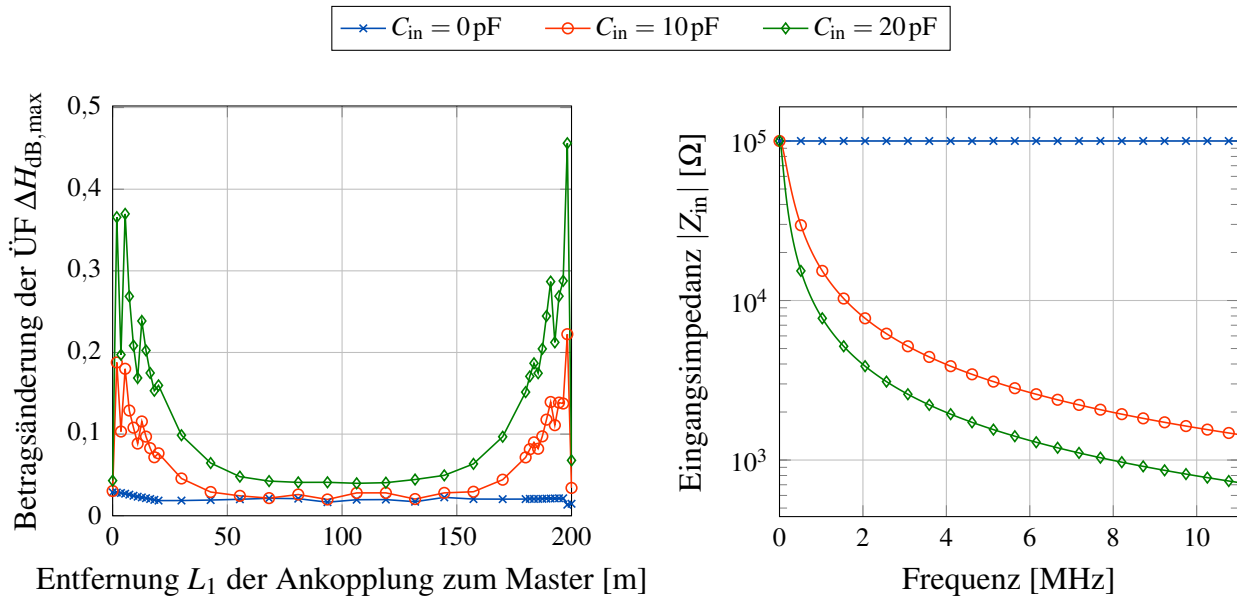 C_in = 0 pF C_in = 10 pF C_in = 20 pF
Betragsänderung der ÜF ΔH_dB,max
0,5
0,4
0,3
0,2
0,1
0
0 50 100 150 200
Entfernung L_1 der Ankopplung zum Master [m]
Eingangsimpedanz |Z_in| [Ω]
10^5
10^4
10^3
0 2 4 6 8 10
Frequenz [MHz]